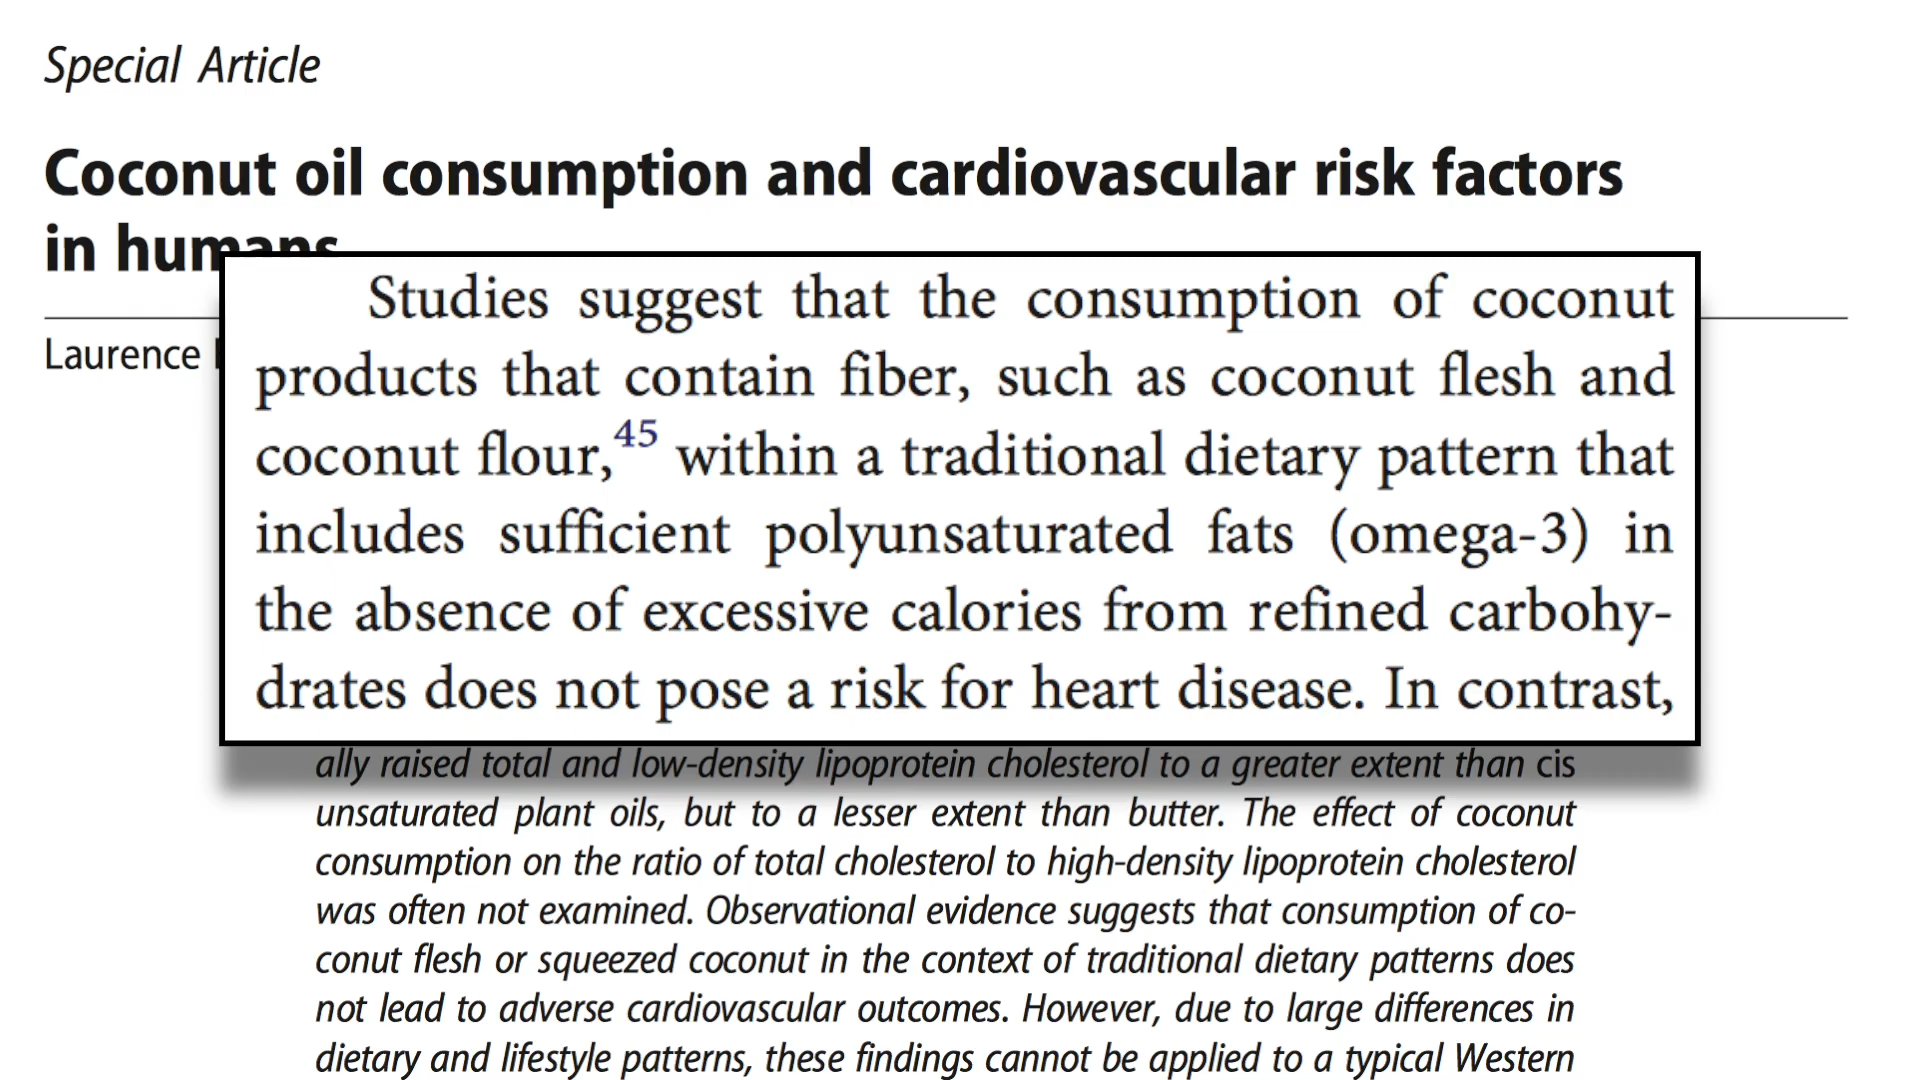 Special Article
Coconut oil consumption and cardiovascular risk factors
in humans
Laurence
Studies suggest that the consumption of coconut
products that contain fiber, such as coconut flesh and
coconut flour,45 within a traditional dietary pattern that
includes sufficient polyunsaturated fats (omega-3) in
the absence of excessive calories from refined carbohy-
drates does not pose a risk for heart disease. In contrast,
ally raised total and low-density lipoprotein cholesterol to a greater extent than cis
unsaturated plant oils, but to a lesser extent than butter. The effect of coconut
consumption on the ratio of total cholesterol to high-density lipoprotein cholesterol
was often not examined. Observational evidence suggests that consumption of co-
conut flesh or squeezed coconut in the context of traditional dietary patterns does
not lead to adverse cardiovascular outcomes. However, due to large differences in
dietary and lifestyle patterns, these findings cannot be applied to a typical Western